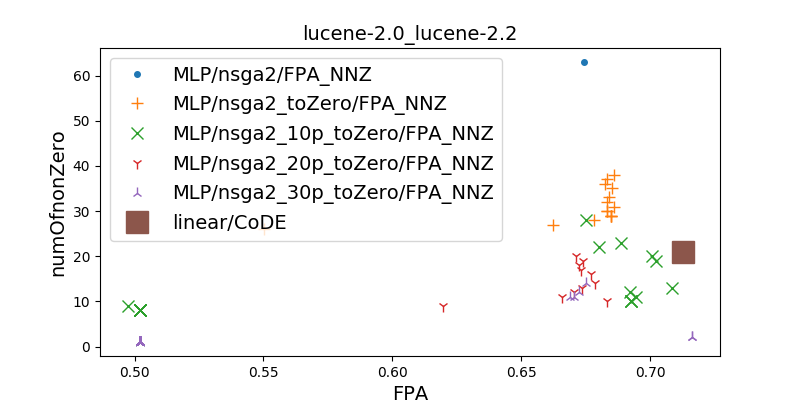 lucene-2.0_lucene-2.2
60
50
40
30
20
10
0
numOfnonZero
MLP/nsga2/FPA_NNZ
MLP/nsga2_toZero/FPA_NNZ
MLP/nsga2_10p_toZero/FPA_NNZ
MLP/nsga2_20p_toZero/FPA_NNZ
MLP/nsga2_30p_toZero/FPA_NNZ
linear/CoDE
0.50 0.55 0.60 0.65 0.70
FPA